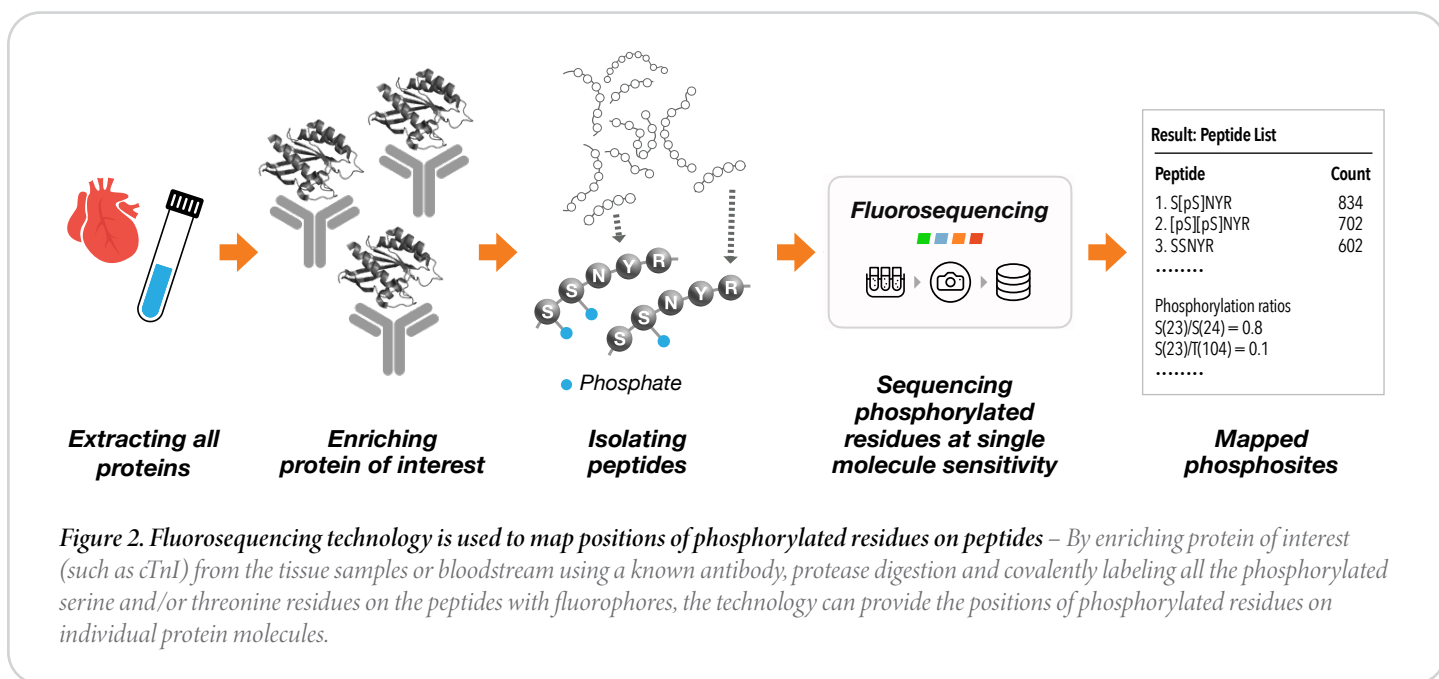 S S N Y R
S S N Y R
Phosphate
Fluorosequencing
Result: Peptide List
Peptide Count
1. S[pS]NYR 834
2. [pS][pS]NYR 702
3. SSNYR 602
........
Phosphorylation ratios
S(23)/S(24) = 0.8
S(23)/T(104) = 0.1
........
Extracting all
proteins
Enriching
protein of interest
Isolating
peptides
Sequencing
phosphorylated
residues at single
molecule sensitivity
Mapped
phosphosites
Figure 2. Fluorosequencing technology is used to map positions of phosphorylated residues on peptides – By enriching protein of interest
(such as cTnI) from the tissue samples or bloodstream using a known antibody, protease digestion and covalently labeling all the phosphorylated
serine and/or threonine residues on the peptides with fluorophores, the technology can provide the positions of phosphorylated residues on
individual protein molecules.